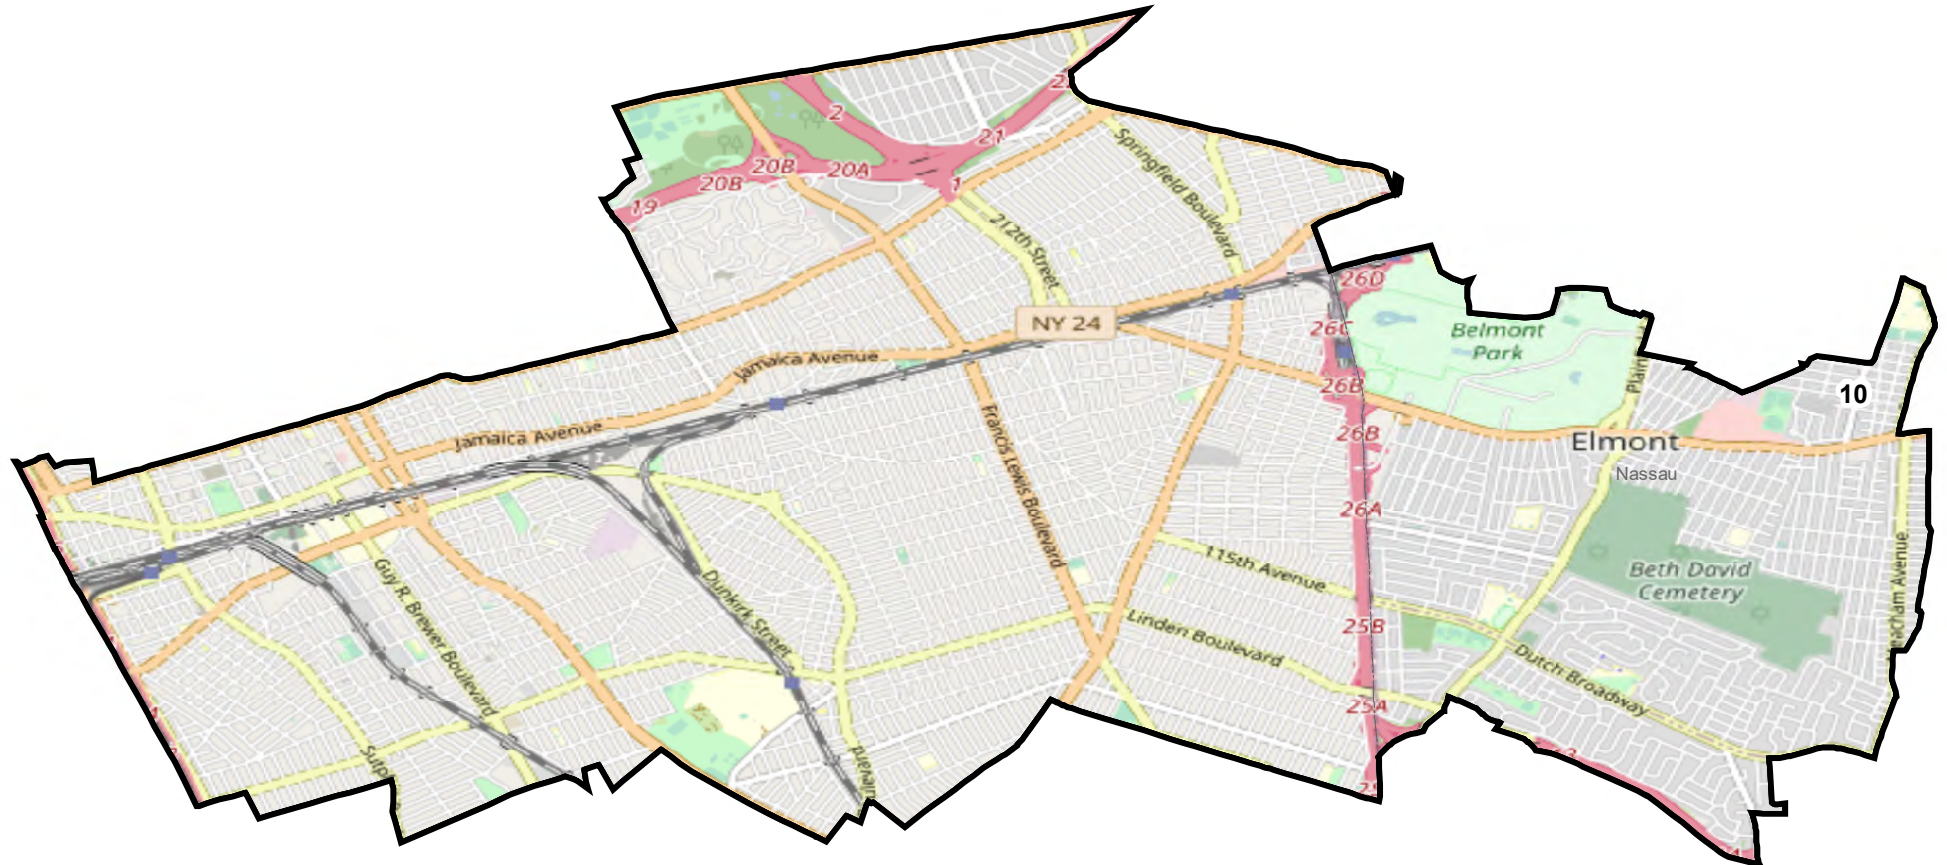 2
21
20B
20A
20B
1
19
Springfield Boulevard
212th Street
26D
NY 24
26C
Belmont
Park
Jamaica Avenue
26B
10
Jamaica Avenue
Francis Lewis Boulevard
26B
Elmont
Nassau
26A
115th Avenue
Guy R. Brewer Boulevard
Dunkirk Street
Beth David
Cemetery
Linden Boulevard
25B
Dutch Broadway
25A